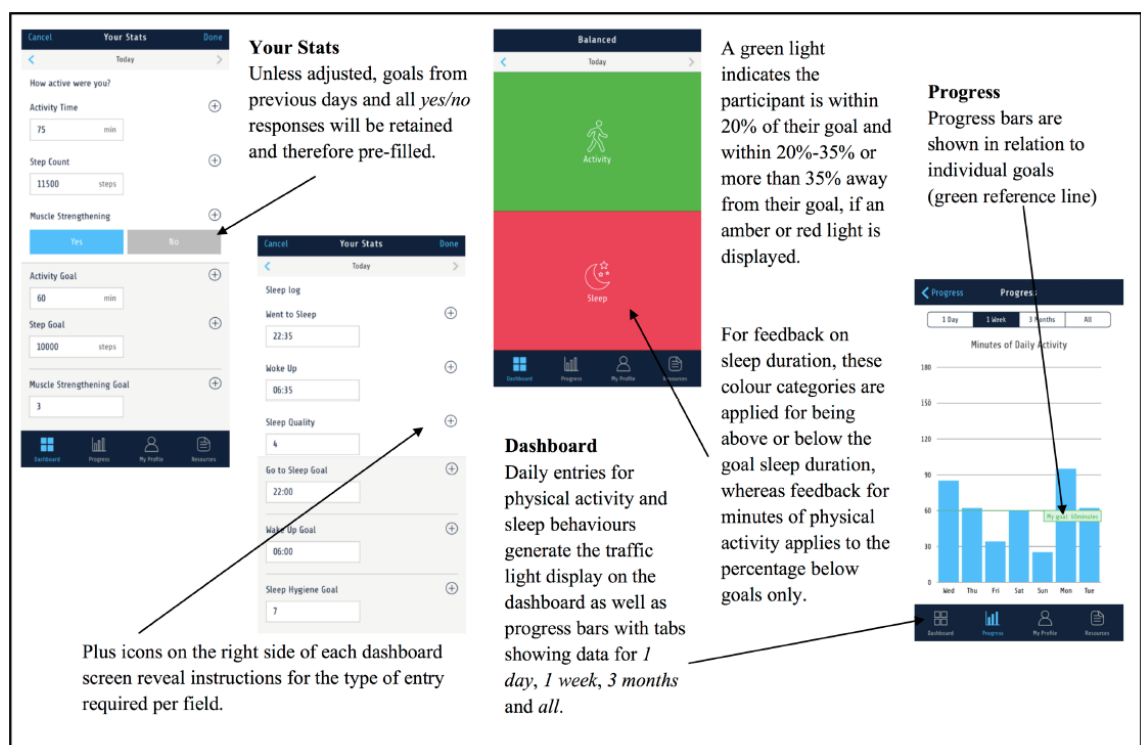 Cancel Your Stats Done
Today
How active were you?
Activity Time
75 min
Step Count
11500 steps
Muscle Strengthening
Yes No
Activity Goal
60 min
Step Goal
10000 steps
Muscle Strengthening Goal
3
Dashboard Progress My Profile Resources
Your Stats
Unless adjusted, goals from
previous days and all yes/no
responses will be retained
and therefore pre-filled.
Cancel Your Stats Done
Today
Sleep log
Went to Sleep
22:35
Woke Up
06:35
Sleep Quality
4
Go to Sleep Goal
22:00
Wake Up Goal
06:00
Sleep Hygiene Goal
7
Plus icons on the right side of each dashboard
screen reveal instructions for the type of entry
required per field.
Balanced
Today
Activity
Sleep
Dashboard Progress My Profile Resources
Dashboard
Daily entries for
physical activity and
sleep behaviours
generate the traffic
light display on the
dashboard as well as
progress bars with tabs
showing data for 1
day, 1 week, 3 months
and all.
A green light
indicates the
participant is within
20% of their goal and
within 20%-35% or
more than 35% away
from their goal, if an
amber or red light is
displayed.
For feedback on
sleep duration, these
colour categories are
applied for being
above or below the
goal sleep duration,
whereas feedback for
minutes of physical
activity applies to the
percentage below
goals only.
Progress
Progress bars are
shown in relation to
individual goals
(green reference line)
Progress Progress
1 Day 1 Week 3 Months All
Minutes of Daily Activity
180
150
120
90
60
My goal: 60minutes
30
0
Wed Thu Fri Sat Sun Mon Tue
Dashboard Progress My Profile Resources